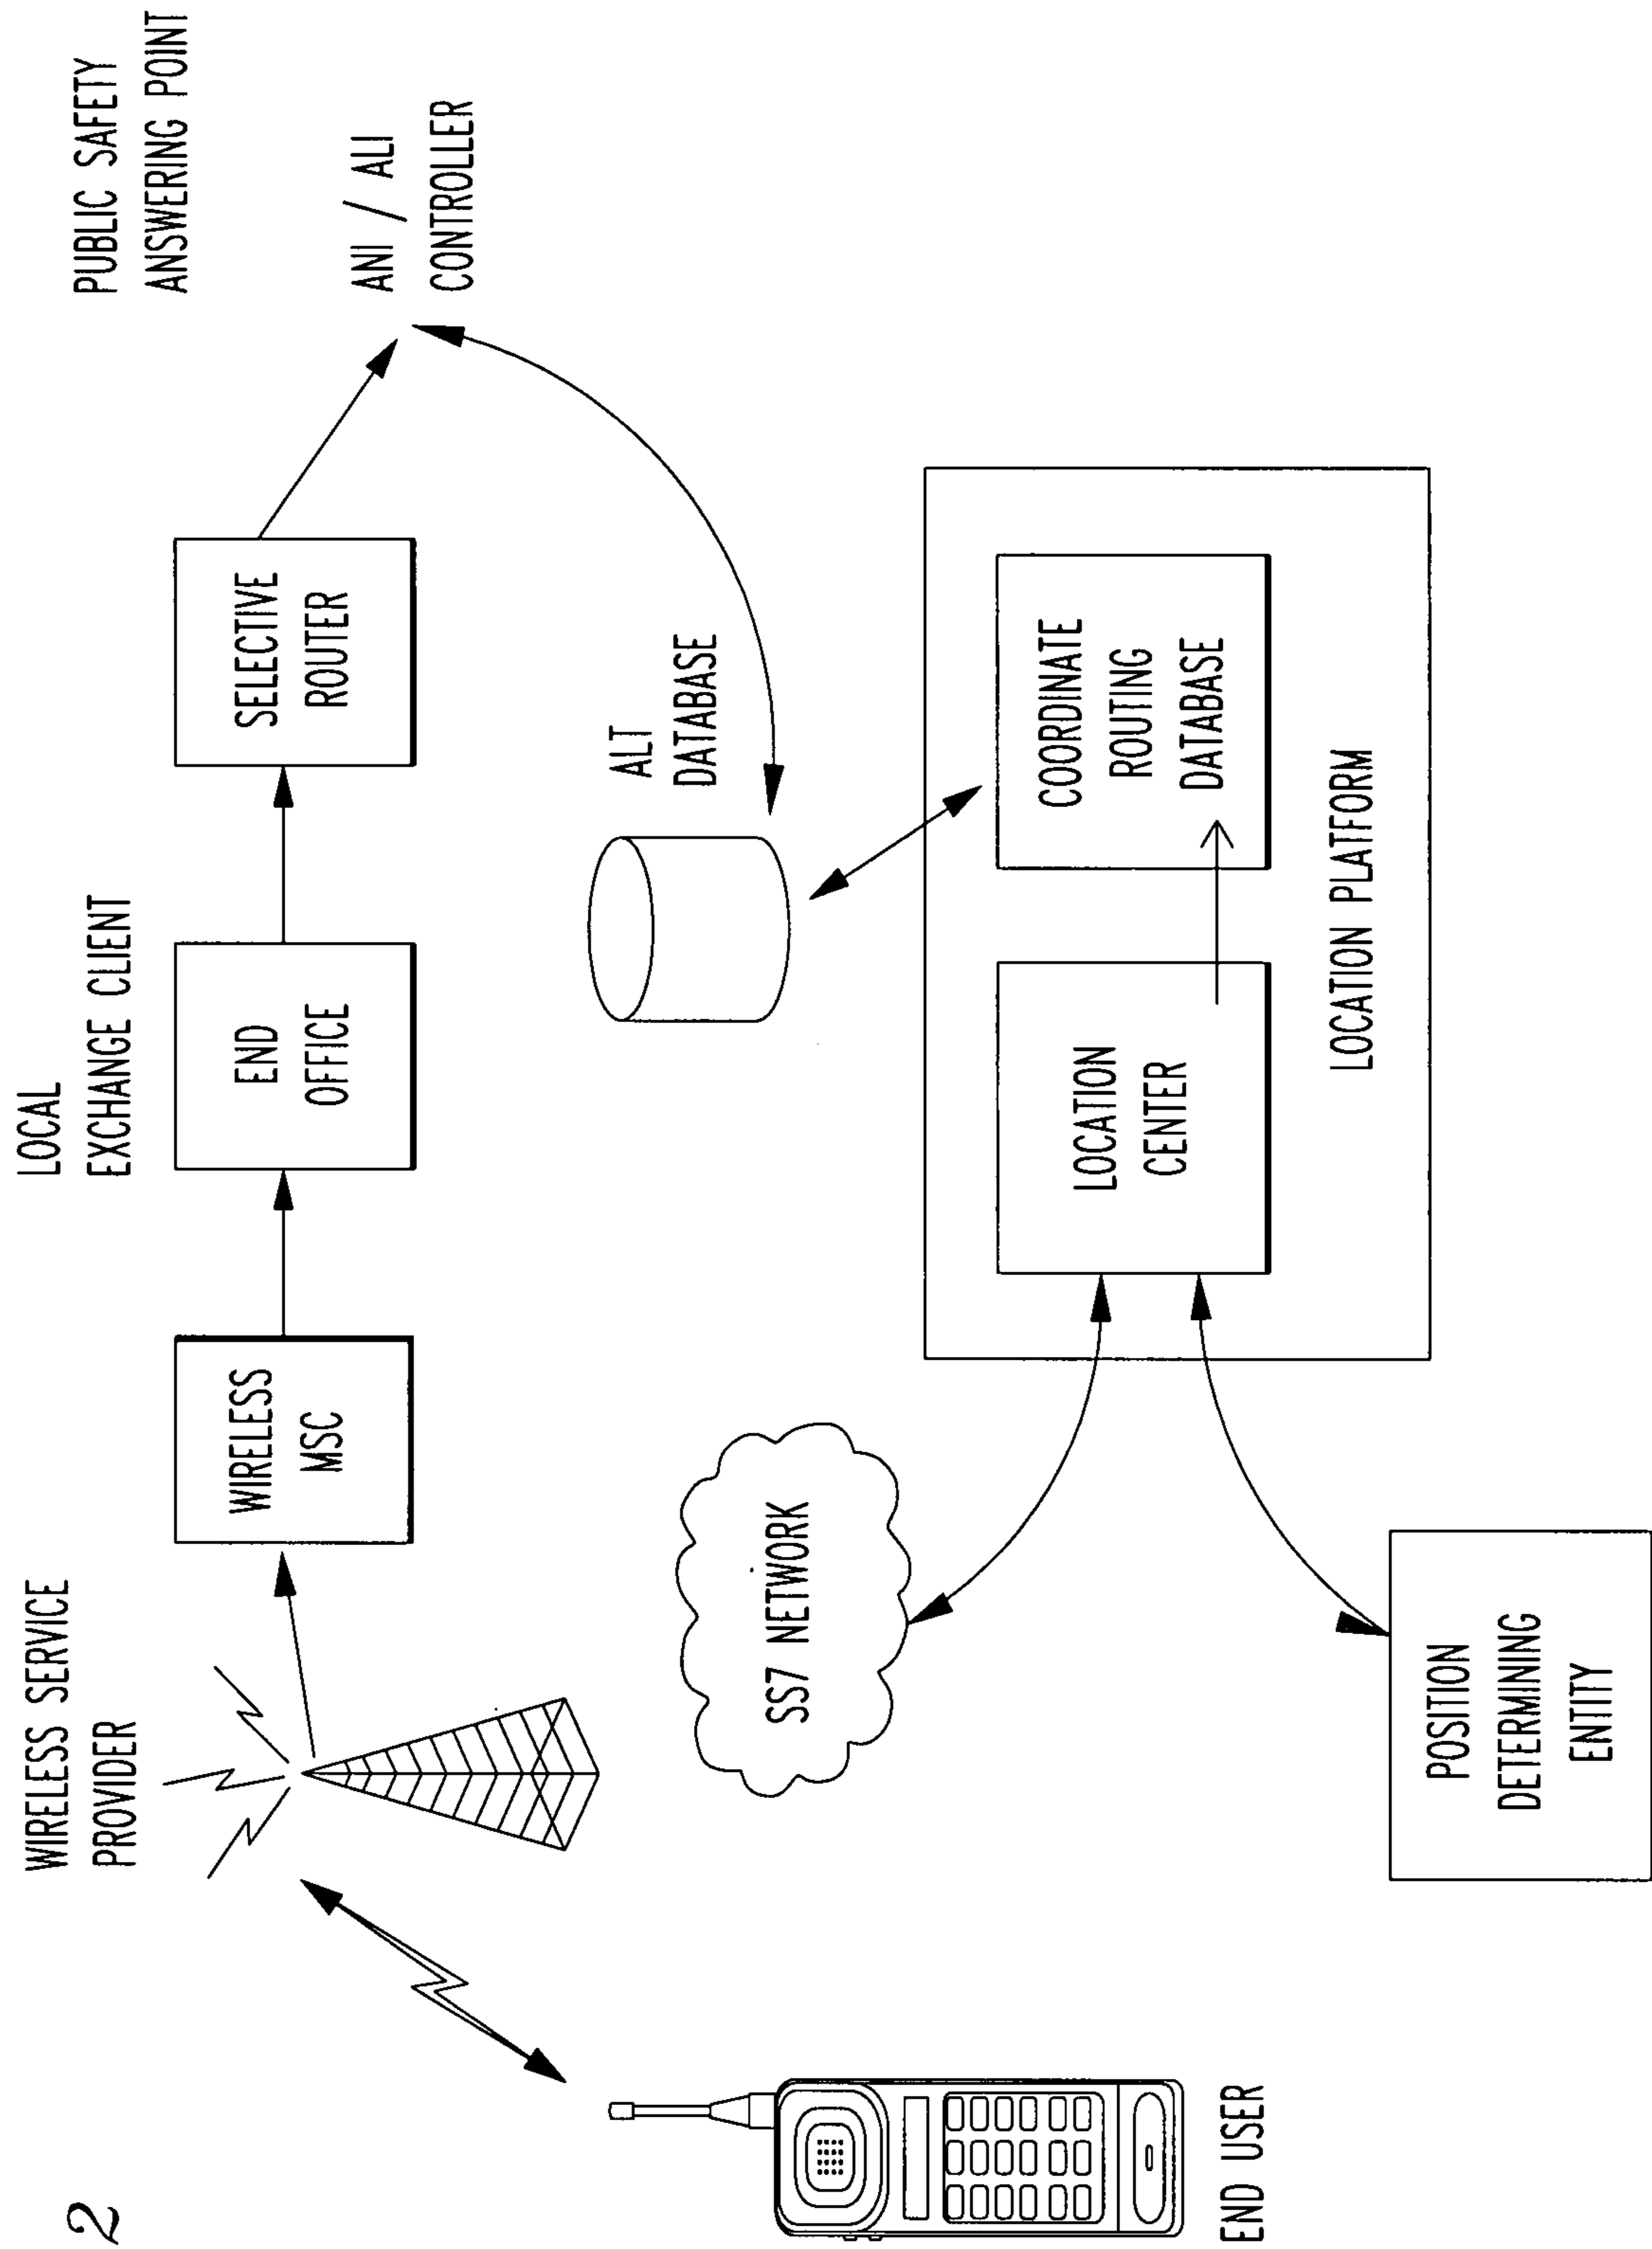 2
WIRELESS SERVICE
PROVIDER
LOCAL
EXCHANGE CLIENT
PUBLIC SAFETY
ANSWERING POINT
WIRELESS
MSC
END
OFFICE
SELECTIVE
ROUTER
ANI / ALI
CONTROLLER
ALT
DATABASE
SS7 NETWORK
END USER
LOCATION
CENTER
COORDINATE
ROUTING
DATABASE
LOCATION PLATFORM
POSITION
DETERMINING
ENTITY